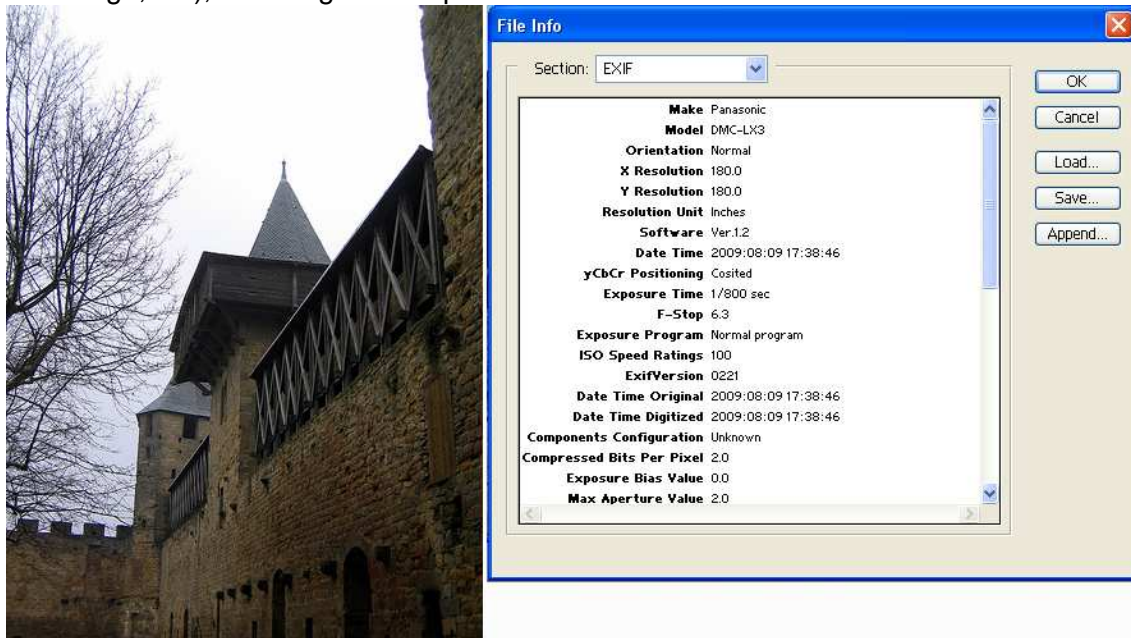 File Info
Section: EXIF
OK
Cancel
Load...
Save...
Append...
Make Panasonic
Model DMC-LX3
Orientation Normal
X Resolution 180.0
Y Resolution 180.0
Resolution Unit Inches
Software Ver.1.2
Date Time 2009:08:09 17:38:46
yCbCr Positioning Cosited
Exposure Time 1/800 sec
F-Stop 6.3
Exposure Program Normal program
ISO Speed Ratings 100
ExifVersion 0221
Date Time Original 2009:08:09 17:38:46
Date Time Digitized 2009:08:09 17:38:46
Components Configuration Unknown
Compressed Bits Per Pixel 2.0
Exposure Bias Value 0.0
Max Aperture Value 2.0